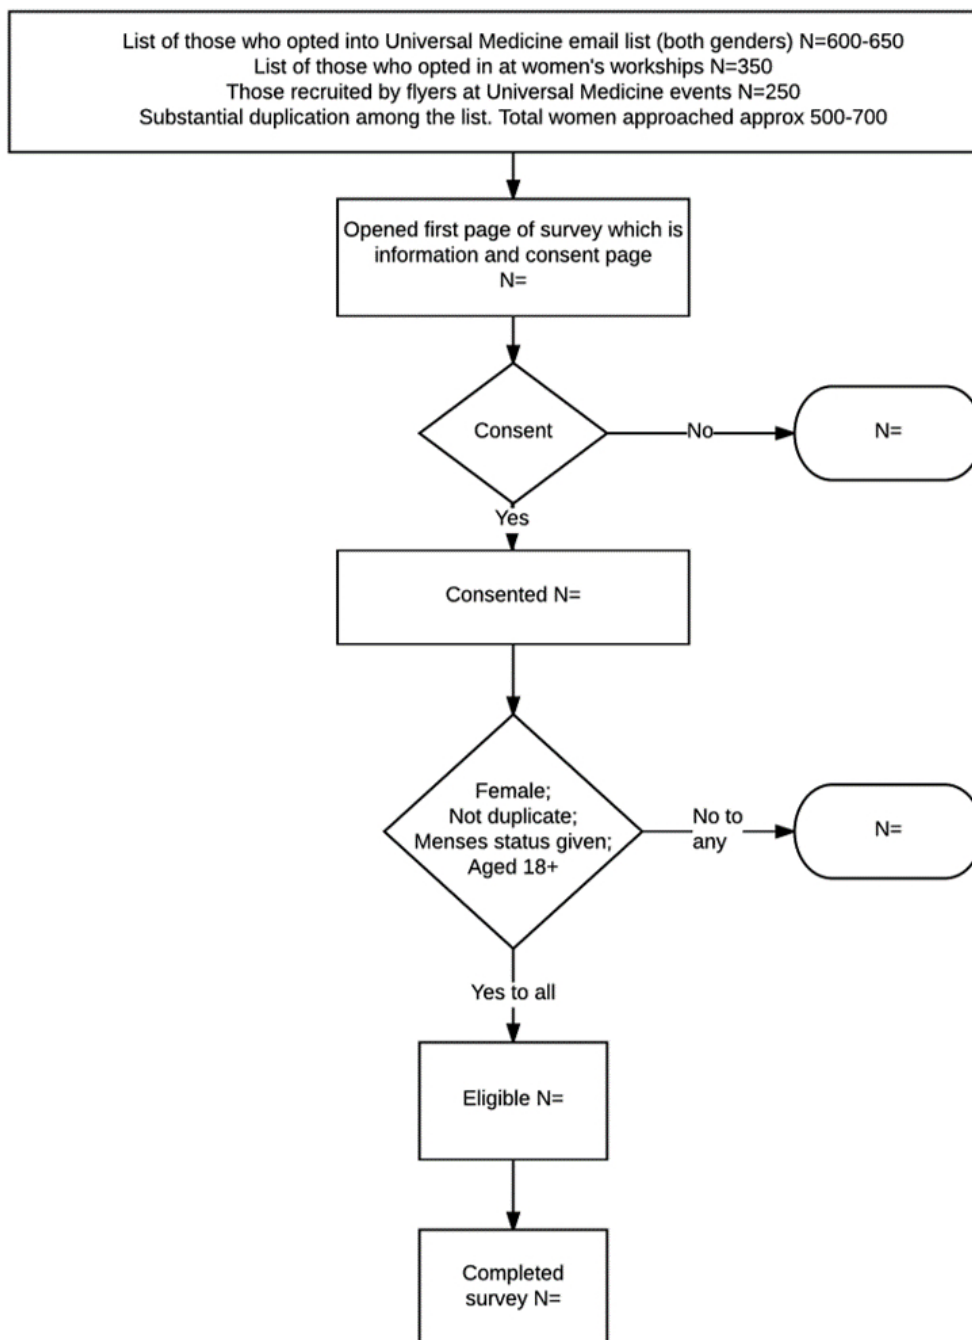 List of those who opted into Universal Medicine email list (both genders) N=600-650
List of those who opted in at women's workships N=350
Those recruited by flyers at Universal Medicine events N=250
Substantial duplication among the list. Total women approached approx 500-700
Opened first page of survey which is
information and consent page
N=
Consent
No
N=
Yes
Consented N=
Female;
Not duplicate;
Menses status given;
Aged 18+
No to
any
N=
Yes to all
Eligible N=
Completed
survey N=